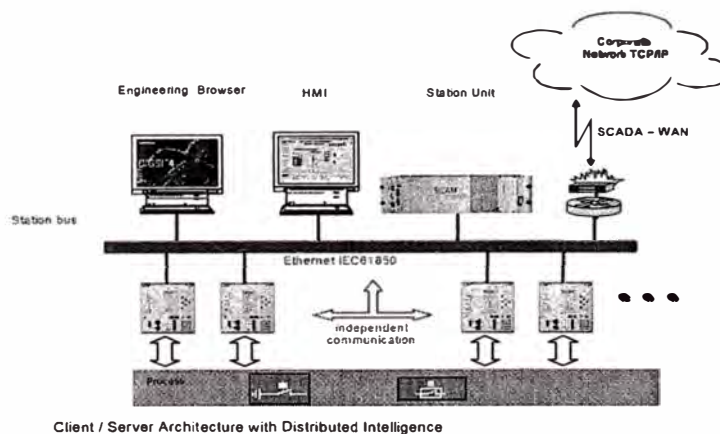 Corporate
Network TCP/IP
Engineering Browser
HMI
Station Unit
SCADA – WAN
Station bus
Ethernet IEC61850
independent
communication
Process
Client / Server Architecture with Distributed Intelligence